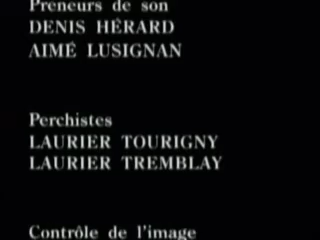 Preneurs de son
DENIS HÉRARD
AIMÉ LUSIGNAN
Perchistes
LAURIER TOURIGNY
LAURIER TREMBLAY
Contrôle de l'image